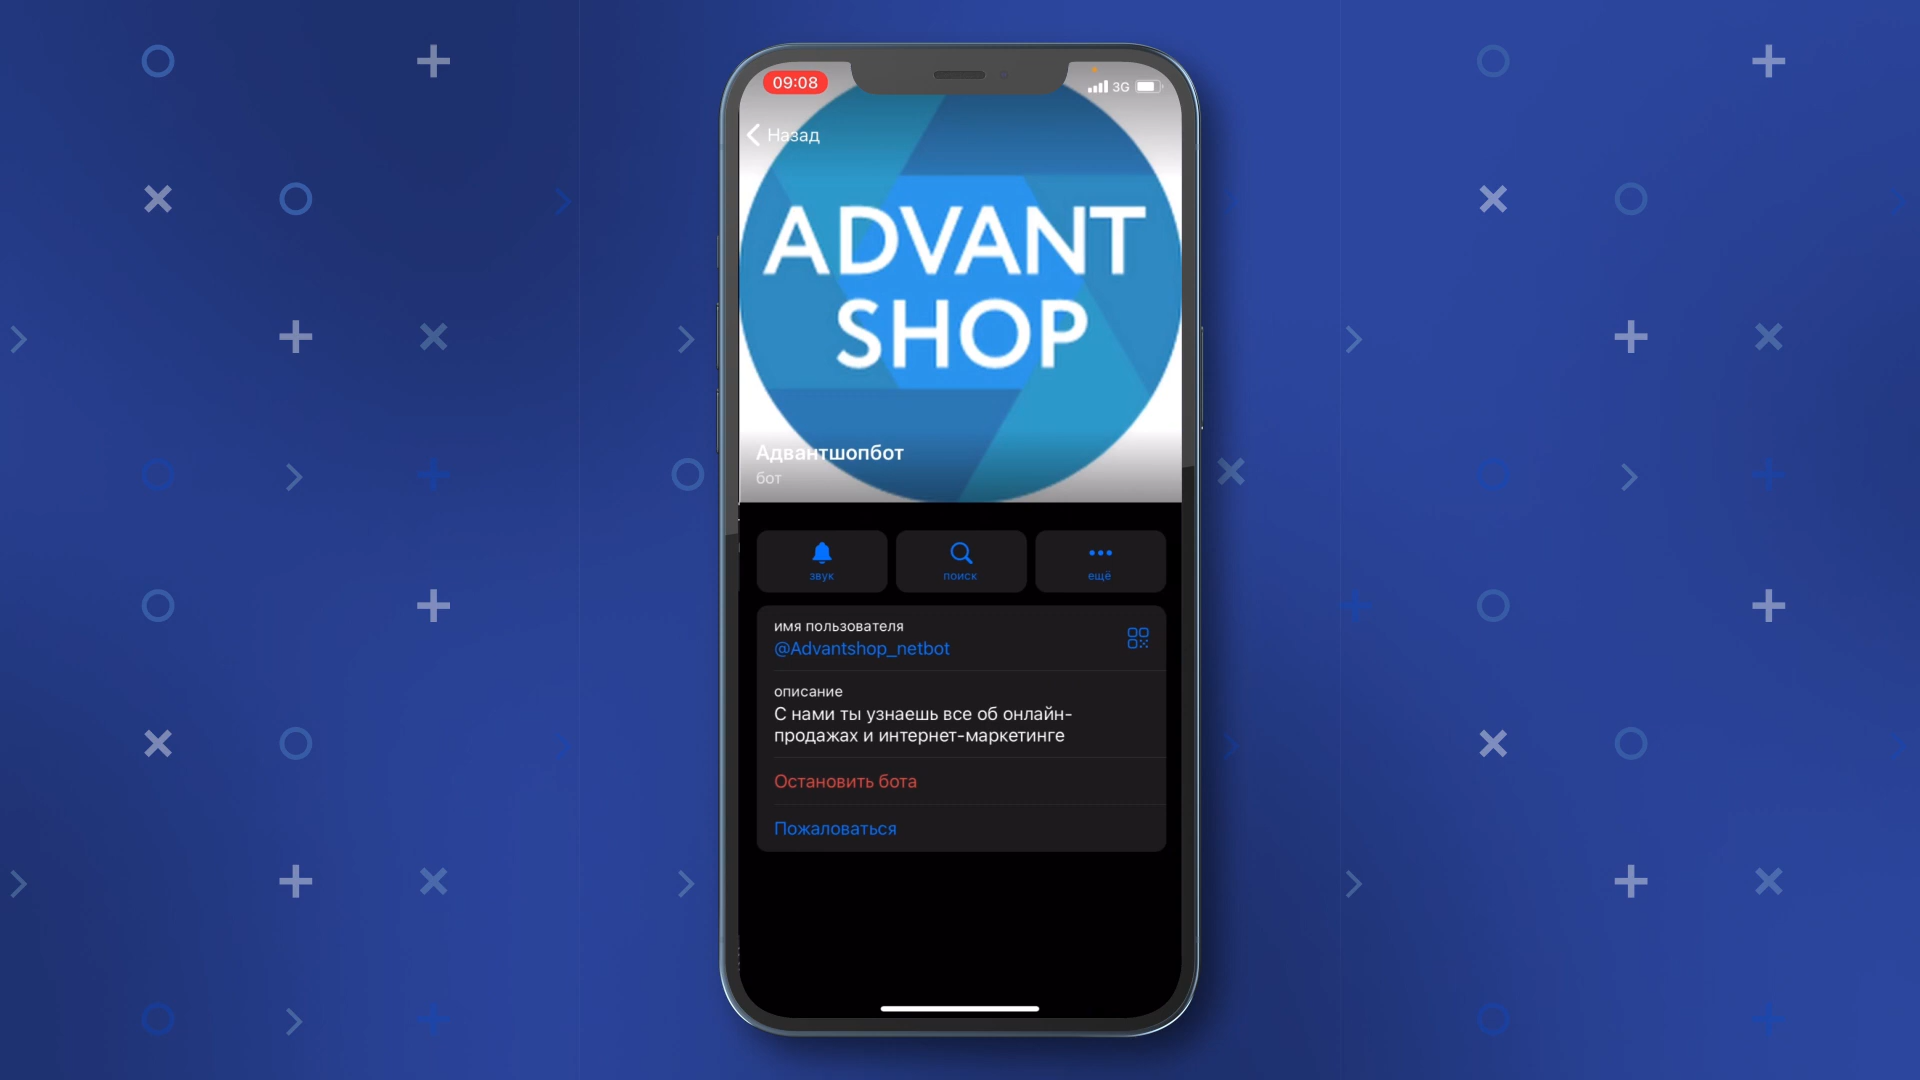 09:08
3G
Назад
ADVANT
SHOP
Адвантшопбот
бот
звук
поиск
ещё
имя пользователя
@Advantshop_netbot
описание
С нами ты узнаешь все об онлайн-
продажах и интернет-маркетинге
Остановить бота
Пожаловаться